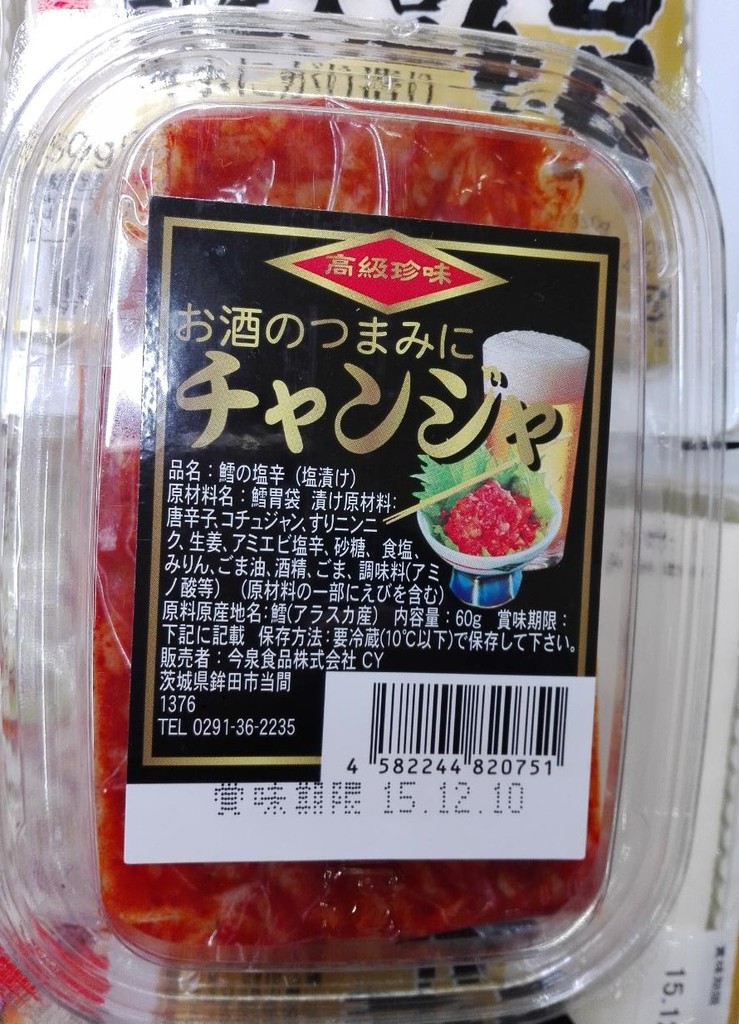 高級珍味
お酒のつまみに
チャンジャ
品名：鱈の塩辛（塩漬け）
原材料名：鱈胃袋 漬け原材料:
唐辛子、コチュジャン、すりニンニ
ク、生姜、アミエビ塩辛、砂糖、食塩、
みりん、ごま油、酒精、ごま、調味料(アミ
ノ酸等）（原材料の一部にえびを含む）
原料原産地名:鱈(アラスカ産) 内容量：60g 賞味期限：
下記に記載 保存方法:要冷蔵(10℃以下)で保存して下さい。
販売者：今泉食品株式会社 CY
茨城県鉾田市当間
1376
TEL 0291-36-2235
4 582244 820751
賞味期限 15.12.10
賞味期限
15.1